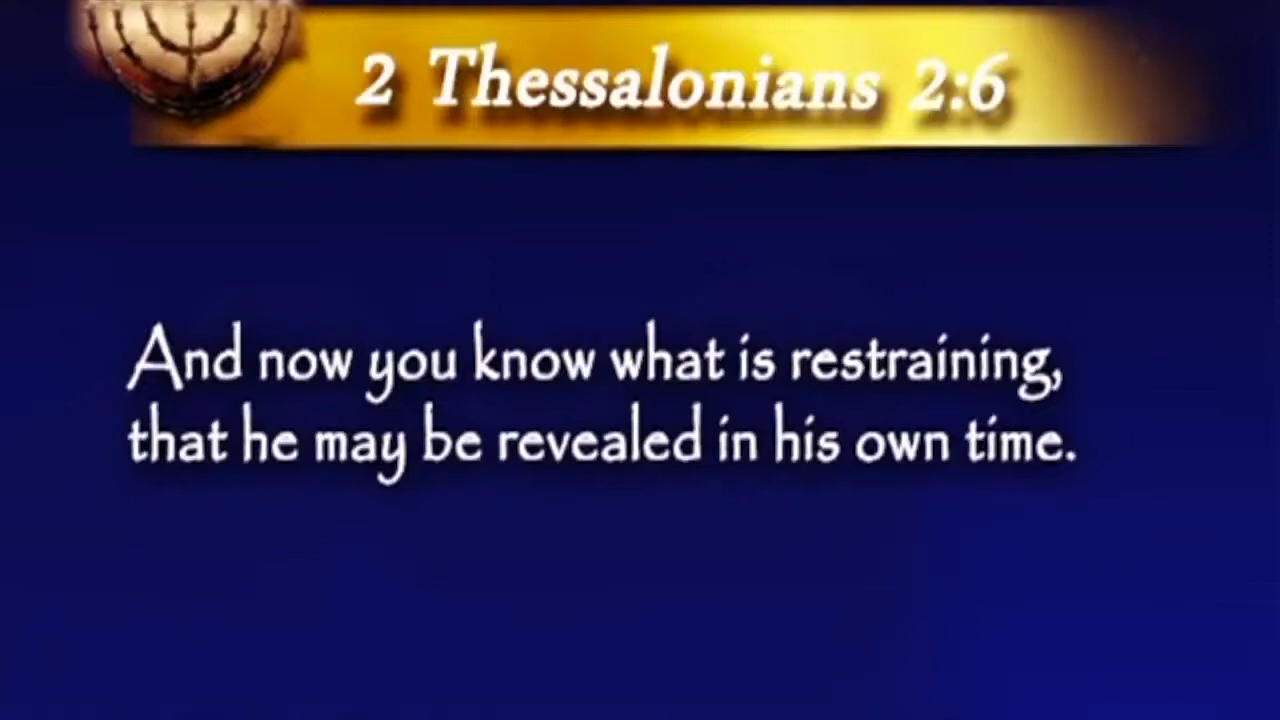 2 Thessalonians 2:6
And now you know what is restraining,
that he may be revealed in his own time.